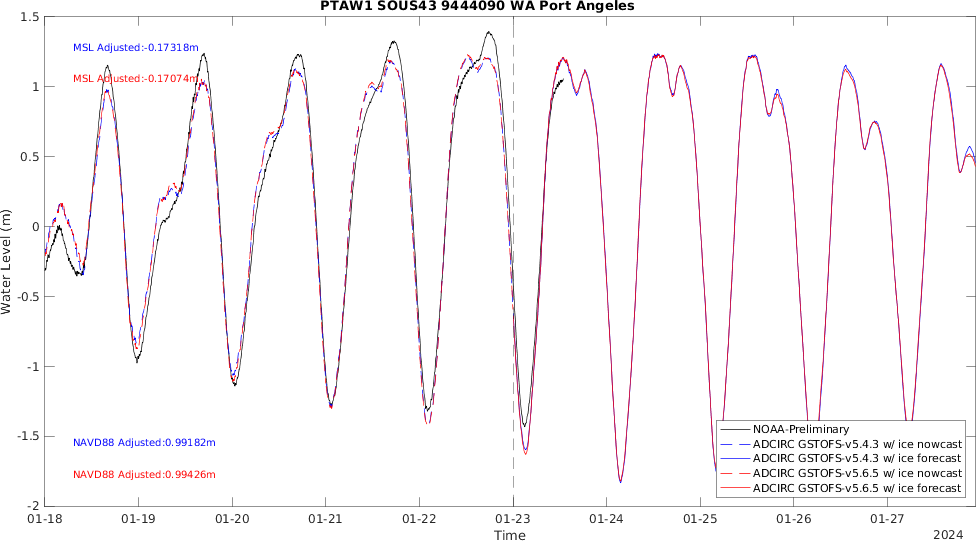 PTAW1 SOUS43 9444090 WA Port Angeles
1.5
1
0.5
0
-0.5
-1
-1.5
-2
Water Level (m)
MSL Adjusted:-0.17318m
MSL Adjusted:-0.17074m
NAVD88 Adjusted:0.99182m
NAVD88 Adjusted:0.99426m
NOAA-Preliminary
ADCIRC GSTOFS-v5.4.3 w/ ice nowcast
ADCIRC GSTOFS-v5.4.3 w/ ice forecast
ADCIRC GSTOFS-v5.6.5 w/ ice nowcast
ADCIRC GSTOFS-v5.6.5 w/ ice forecast
01-18 01-19 01-20 01-21 01-22 01-23 01-24 01-25 01-26 01-27
Time
2024